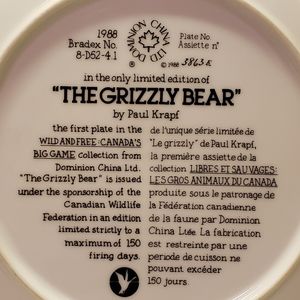 1988
Bradex No.
8-D52-4.1
DOMINION CHINA LTD
® © 1988
Plate No
Assiette n°
3863E
in the only limited edition of
"THE GRIZZLY BEAR"
by Paul Krapf
the first plate in the
WILD AND FREE: CANADA'S
BIG GAME collection from
Dominion China Ltd.
"The Grizzly Bear" is issued
under the sponsorship of the
Canadian Wildlife
Federation in an edition
limited strictly to a
maximum of 150
firing days.
de l'unique série limitée de
"Le grizzly" de Paul Krapf,
la première assiette de la
collection LIBRES ET SAUVAGES:
LES GROS ANIMAUX DU CANADA
produite sous le patronage de
la Fédération canadienne
de la faune par Dominion
China Ltée. La fabrication
est restreinte par une
période de cuisson ne
pouvant excéder
150 jours.